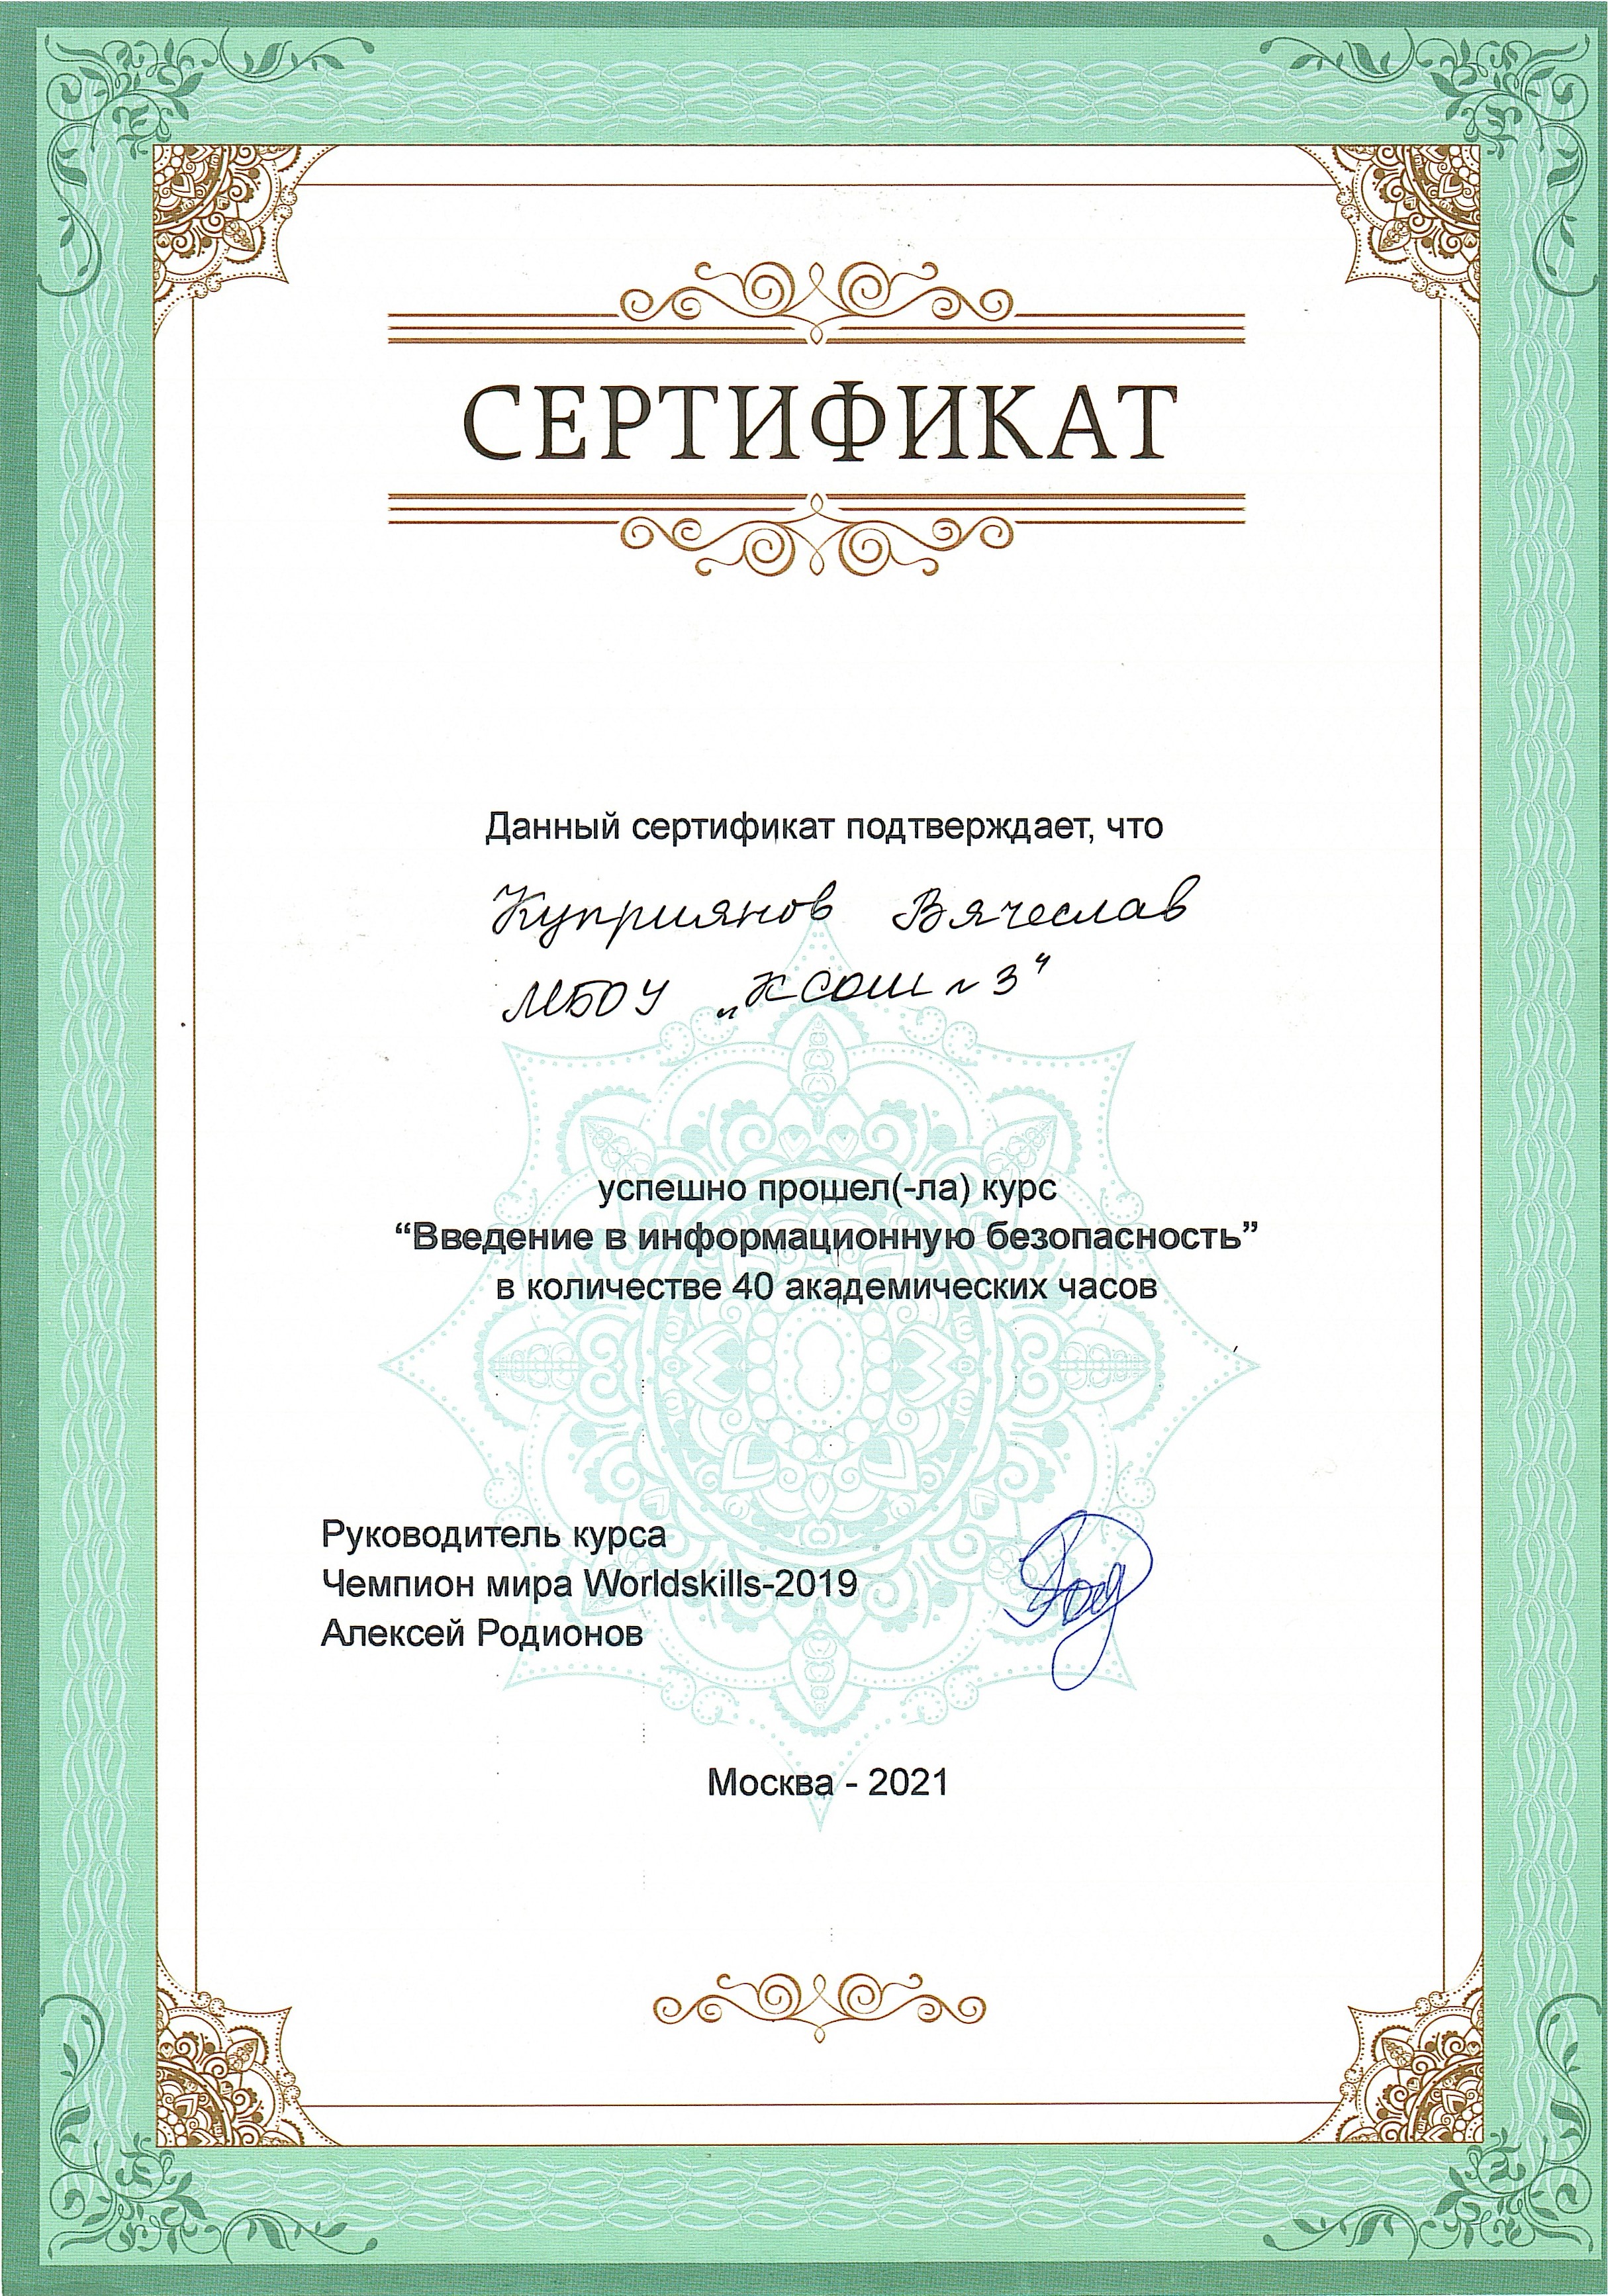 СЕРТИФИКАТ
Данный сертификат подтверждает, что
Куприянов Вячеслав
МБОУ „КСОШ № 3"
успешно прошел(-ла) курс
“Введение в информационную безопасность”
в количестве 40 академических часов
Руководитель курса
Чемпион мира Worldskills-2019
Алексей Родионов
Москва - 2021